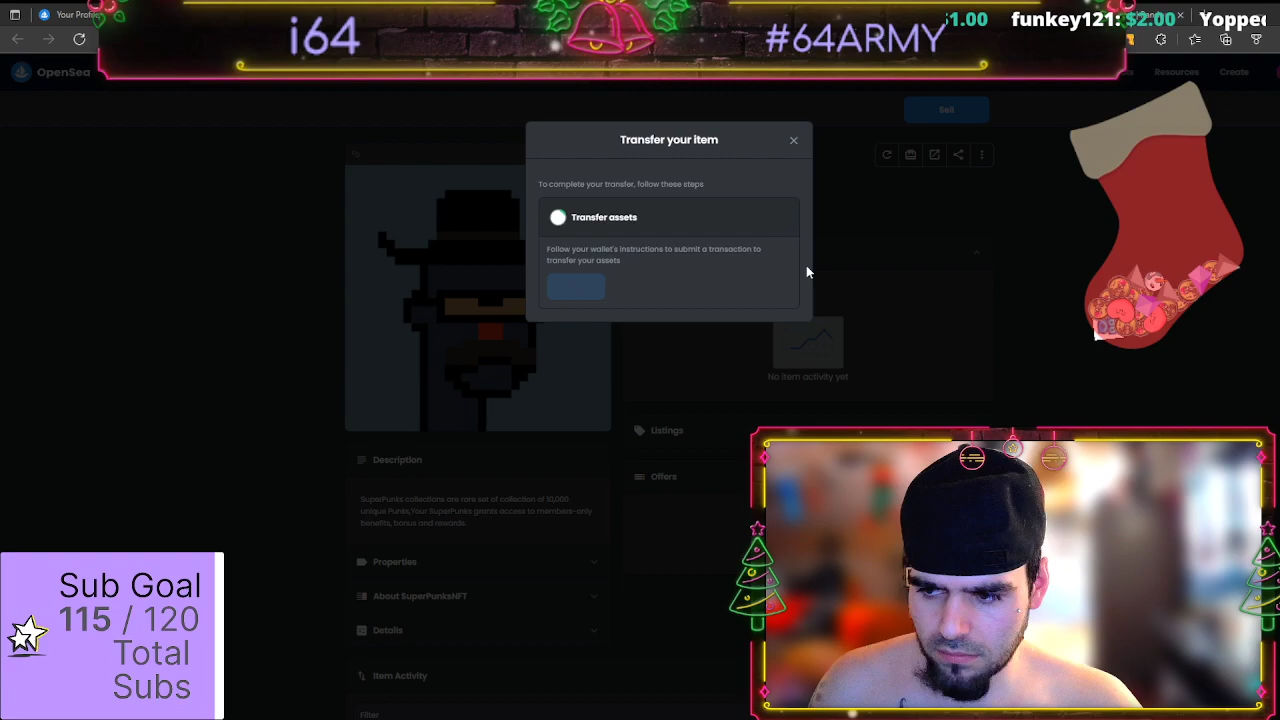 Your Profi
i64
#64ARMY
$1.00 funkey121: $2.00 Yopped
OpenSea
Resources
Create
Sell
Transfer your item
To complete your transfer, follow these steps
Transfer assets
Follow your wallet's instructions to submit a transaction to
transfer your assets
No item activity yet
Listings
Offers
Description
SuperPunks collections are rare set of collection of 10,000
unique Punks,Your SuperPunks grants access to members-only
benefits, bonus and rewards.
Properties
About SuperPunksNFT
Details
Item Activity
Filter
Sub Goal
115 / 120
Total
Subs